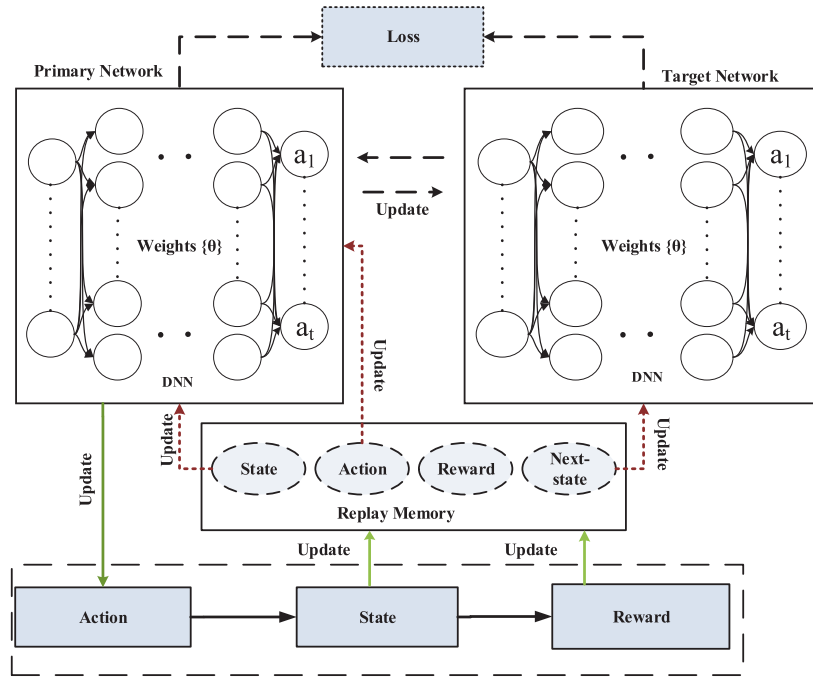 Loss
Primary Network
Target Network
a1
a1
Update
Weights {θ}
Weights {θ}
at
at
DNN
DNN
Update
Update
Update
Update
State
Action
Reward
Next-
state
Replay Memory
Update
Update
Action
State
Reward